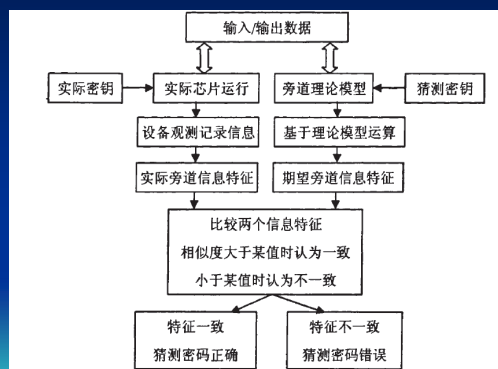 输入/输出数据
实际密钥
实际芯片运行
旁道理论模型
猜测密钥
设备观测记录信息
基于理论模型运算
实际旁道信息特征
期望旁道信息特征
比较两个信息特征
相似度大于某值时认为一致
小于某值时认为不一致
特征一致
猜测密码正确
特征不一致
猜测密码错误